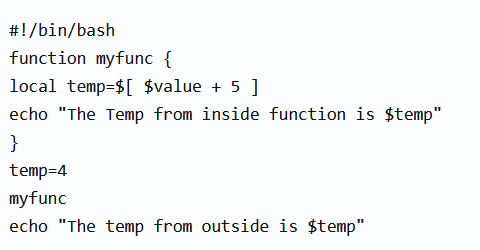 #!/bin/bash
function myfunc {
local temp=$[ $value + 5 ]
echo "The Temp from inside function is $temp"
}
temp=4
myfunc
echo "The temp from outside is $temp"